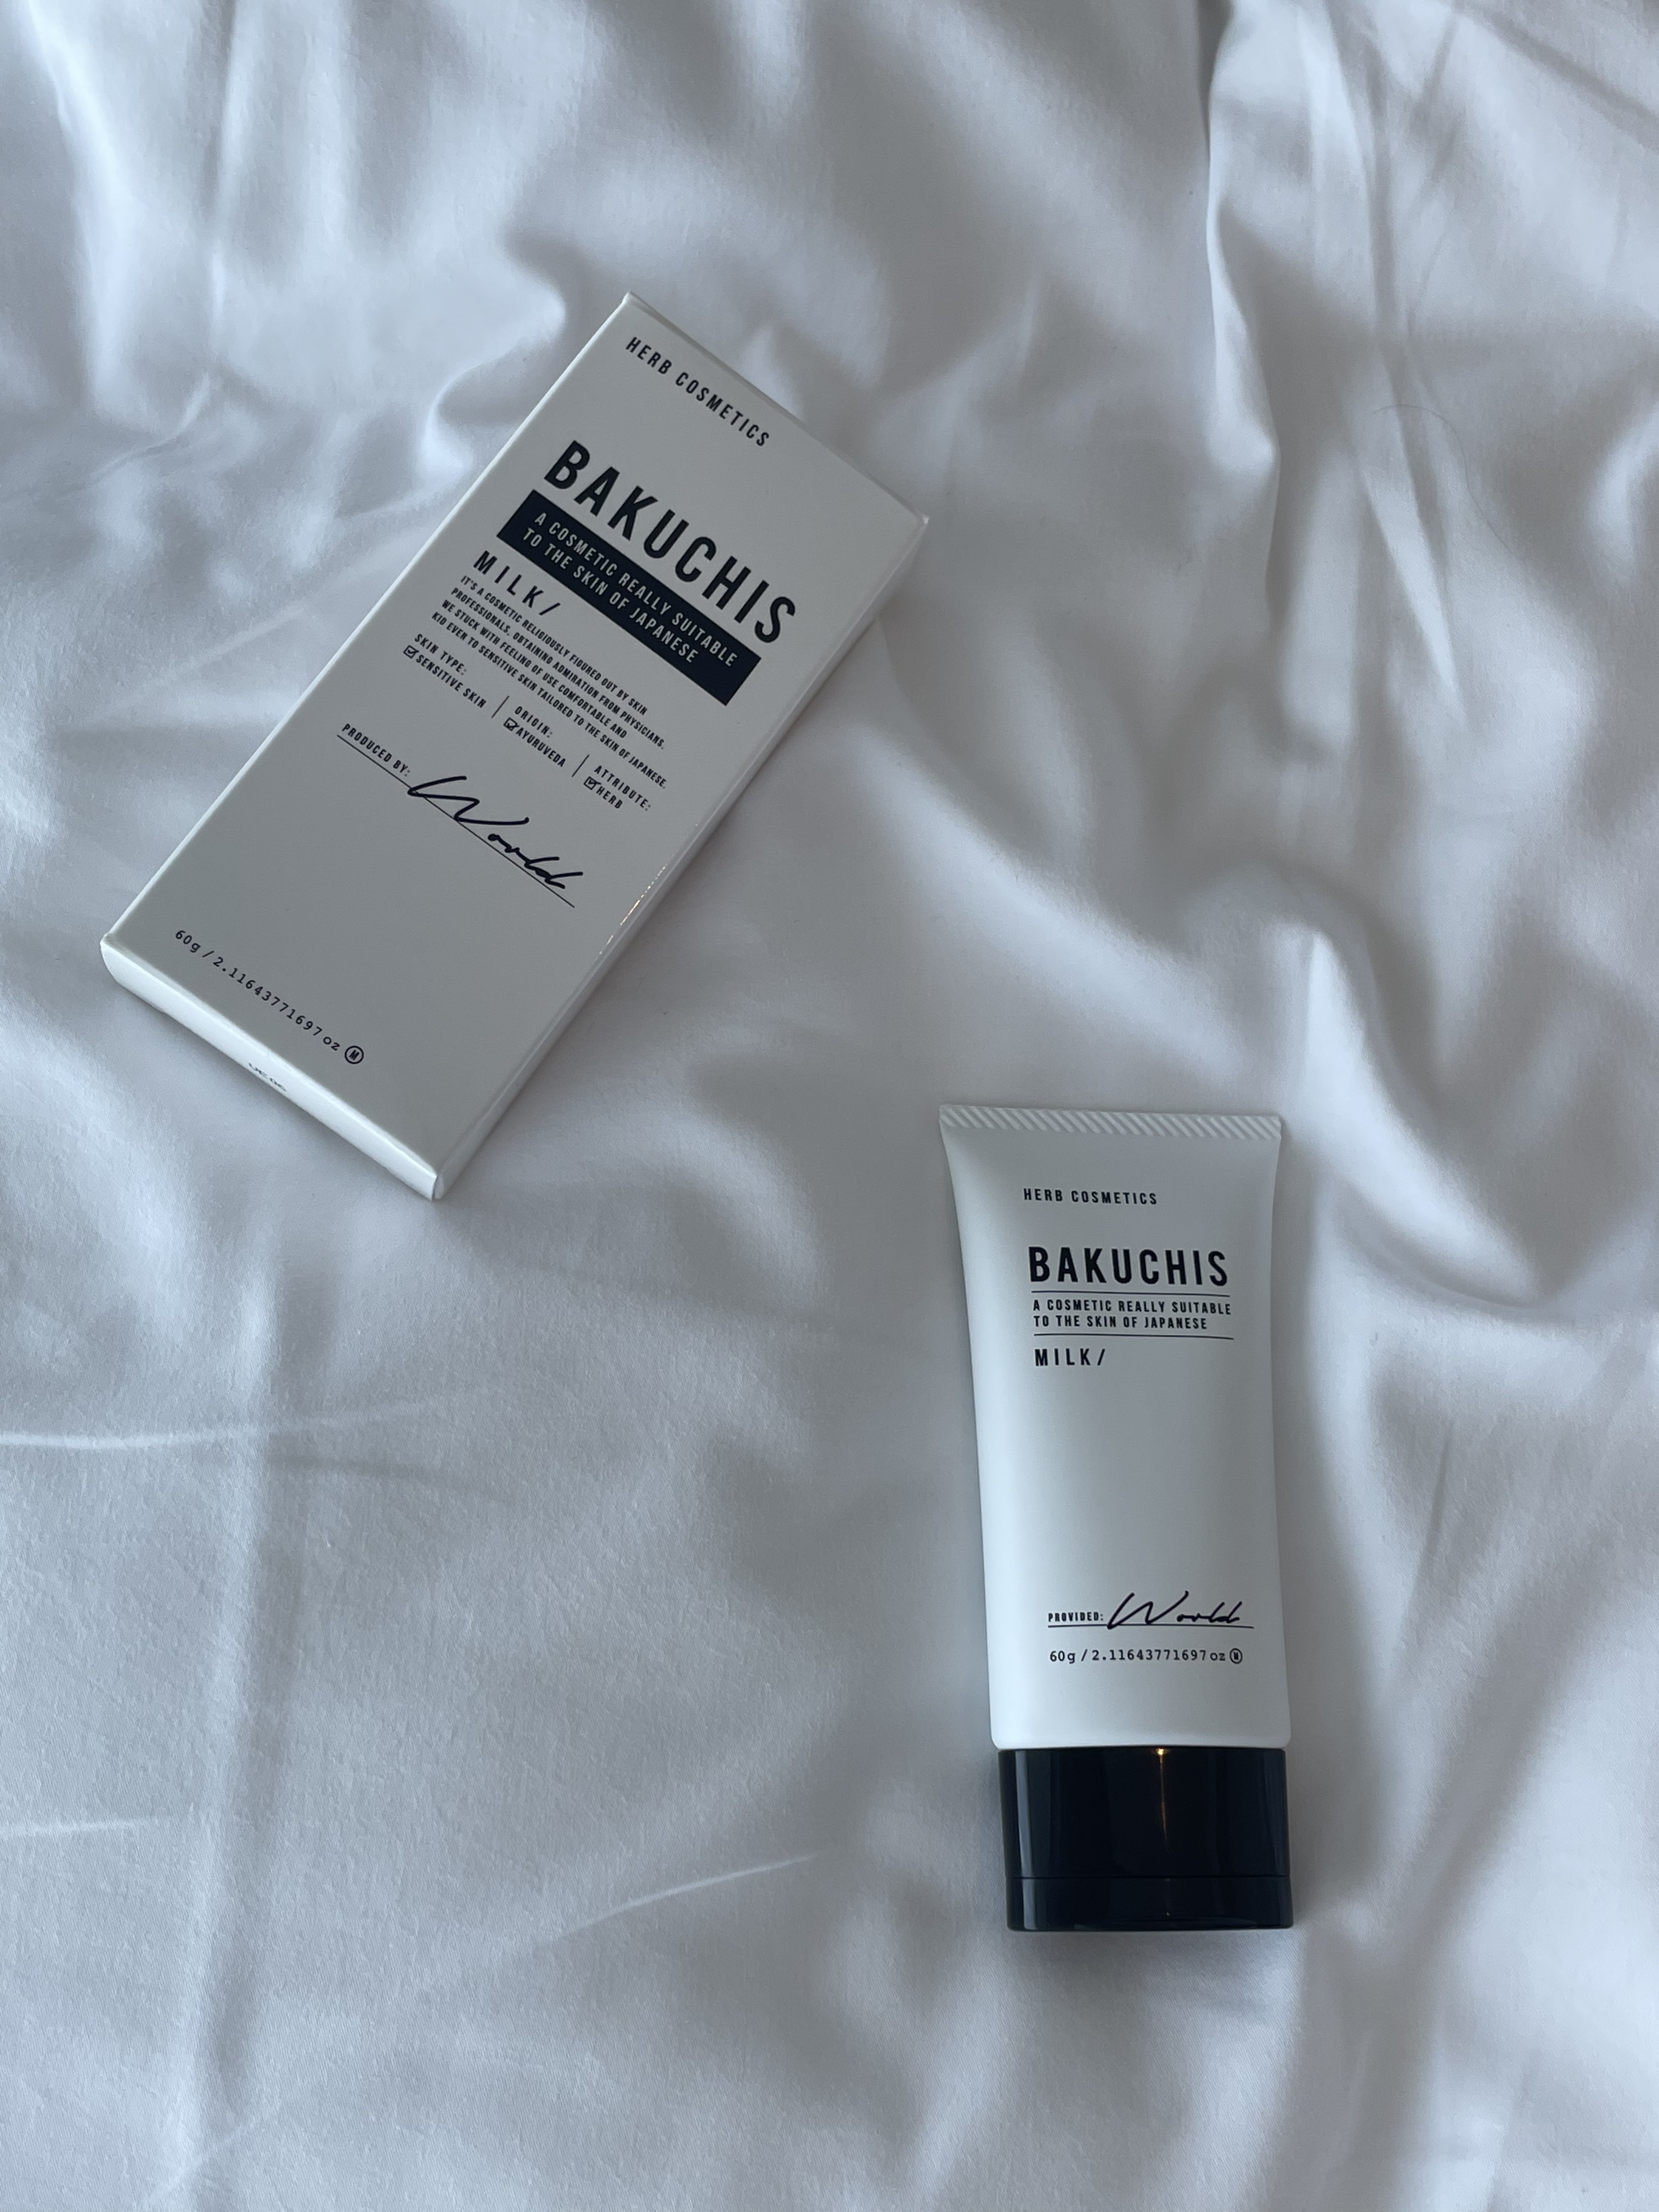 HERB COSMETICS
BAKUCHIS
A COSMETIC REALLY SUITABLE
TO THE SKIN OF JAPANESE
MILK/
IT'S A COSMETIC RELIGIOUSLY FIGURED OUT BY SKIN
PROFESSIONALS, OBTAINING ADMIRATION FROM PHYSICIANS.
WE STUCK WITH FEELING OF USE COMFORTABLE AND
KID EVEN TO SENSITIVE SKIN TAILORED TO THE SKIN OF JAPANESE.
SKIN TYPE:
☑SENSITIVE SKIN
ORIGIN:
☑AYURUVEDA
ATTRIBUTE:
☑HERB
PRODUCED BY: World
60g / 2.11643771697 oz Ⓜ
HERB COSMETICS
BAKUCHIS
A COSMETIC REALLY SUITABLE
TO THE SKIN OF JAPANESE
MILK/
PROVIDED: World
60g / 2.11643771697 oz Ⓜ